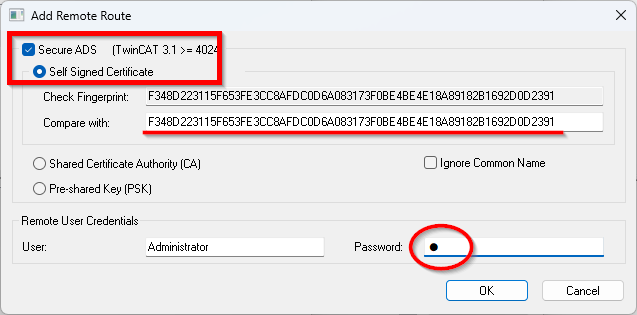 Add Remote Route
Secure ADS (TwinCAT 3.1 >= 4024
Self Signed Certificate
Check Fingerprint: F348D223115F653FE3CC8AFDC0D6A083173F0BE4BE4E18A89182B1692D0D2391
Compare with: F348D223115F653FE3CC8AFDC0D6A083173F0BE4BE4E18A89182B1692D0D2391
Shared Certificate Authority (CA) Ignore Common Name
Pre-shared Key (PSK)
Remote User Credentials
User: Administrator Password: ●
OK Cancel